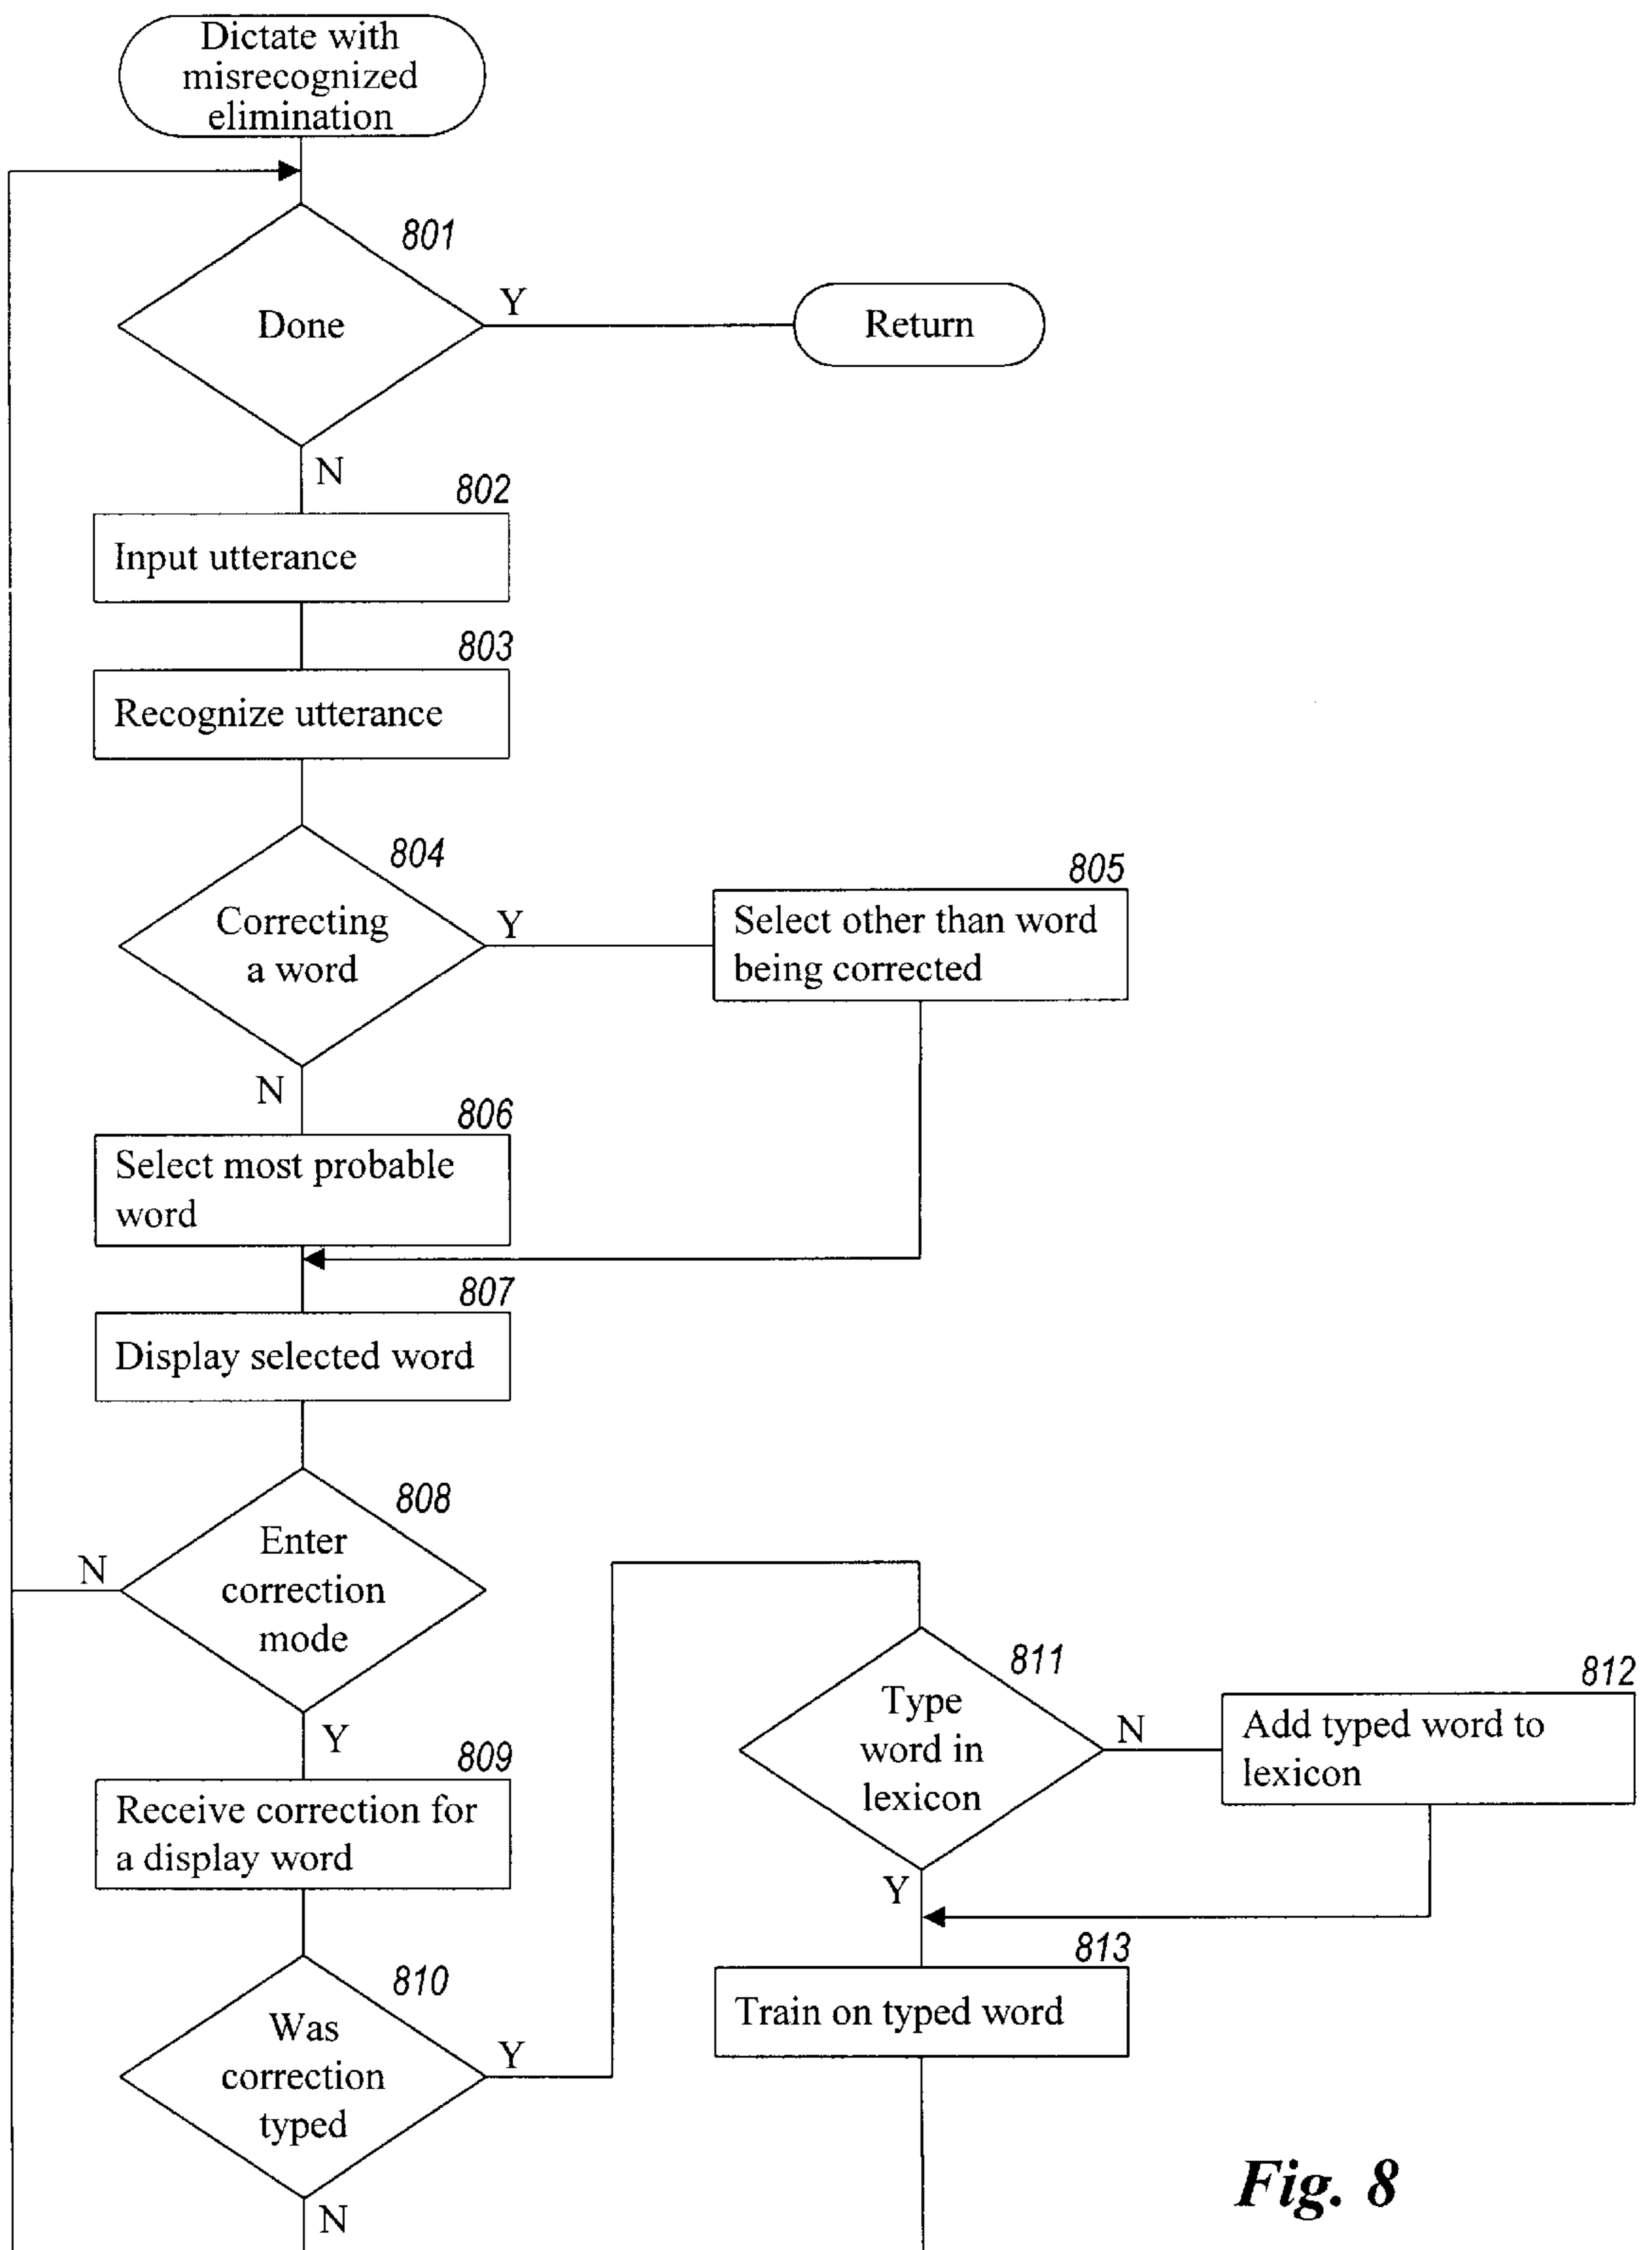 Dictate with
misrecognized
elimination
801
Done
Y
Return
N
802
Input utterance
803
Recognize utterance
804
Correcting
a word
Y
805
Select other than word
being corrected
N
806
Select most probable
word
807
Display selected word
808
Enter
correction
mode
N
Y
809
Receive correction for
a display word
810
Was
correction
typed
Y
N
811
Type
word in
lexicon
N
812
Add typed word to
lexicon
Y
813
Train on typed word
Fig. 8